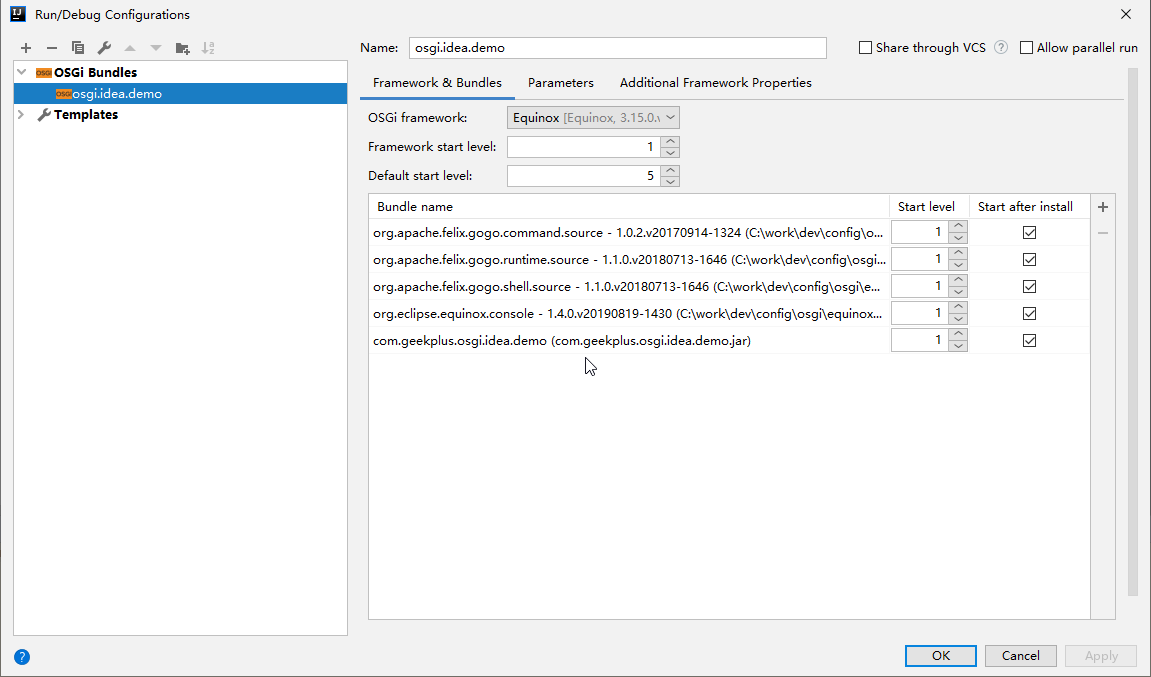 Run/Debug Configurations
Name: osgi.idea.demo
Share through VCS ?
Allow parallel run
OSGi Bundles
osgi.idea.demo
Templates
Framework & Bundles Parameters Additional Framework Properties
OSGi framework: Equinox [Equinox, 3.15.0.v
Framework start level: 1
Default start level: 5
Bundle name Start level Start after install
org.apache.felix.gogo.command.source - 1.0.2.v20170914-1324 (C:\work\dev\config\o... 1
org.apache.felix.gogo.runtime.source - 1.1.0.v20180713-1646 (C:\work\dev\config\osgi... 1
org.apache.felix.gogo.shell.source - 1.1.0.v20180713-1646 (C:\work\dev\config\osgi\e... 1
org.eclipse.equinox.console - 1.4.0.v20190819-1430 (C:\work\dev\config\osgi\equinox... 1
com.geekplus.osgi.idea.demo (com.geekplus.osgi.idea.demo.jar) 1
? OK Cancel Apply